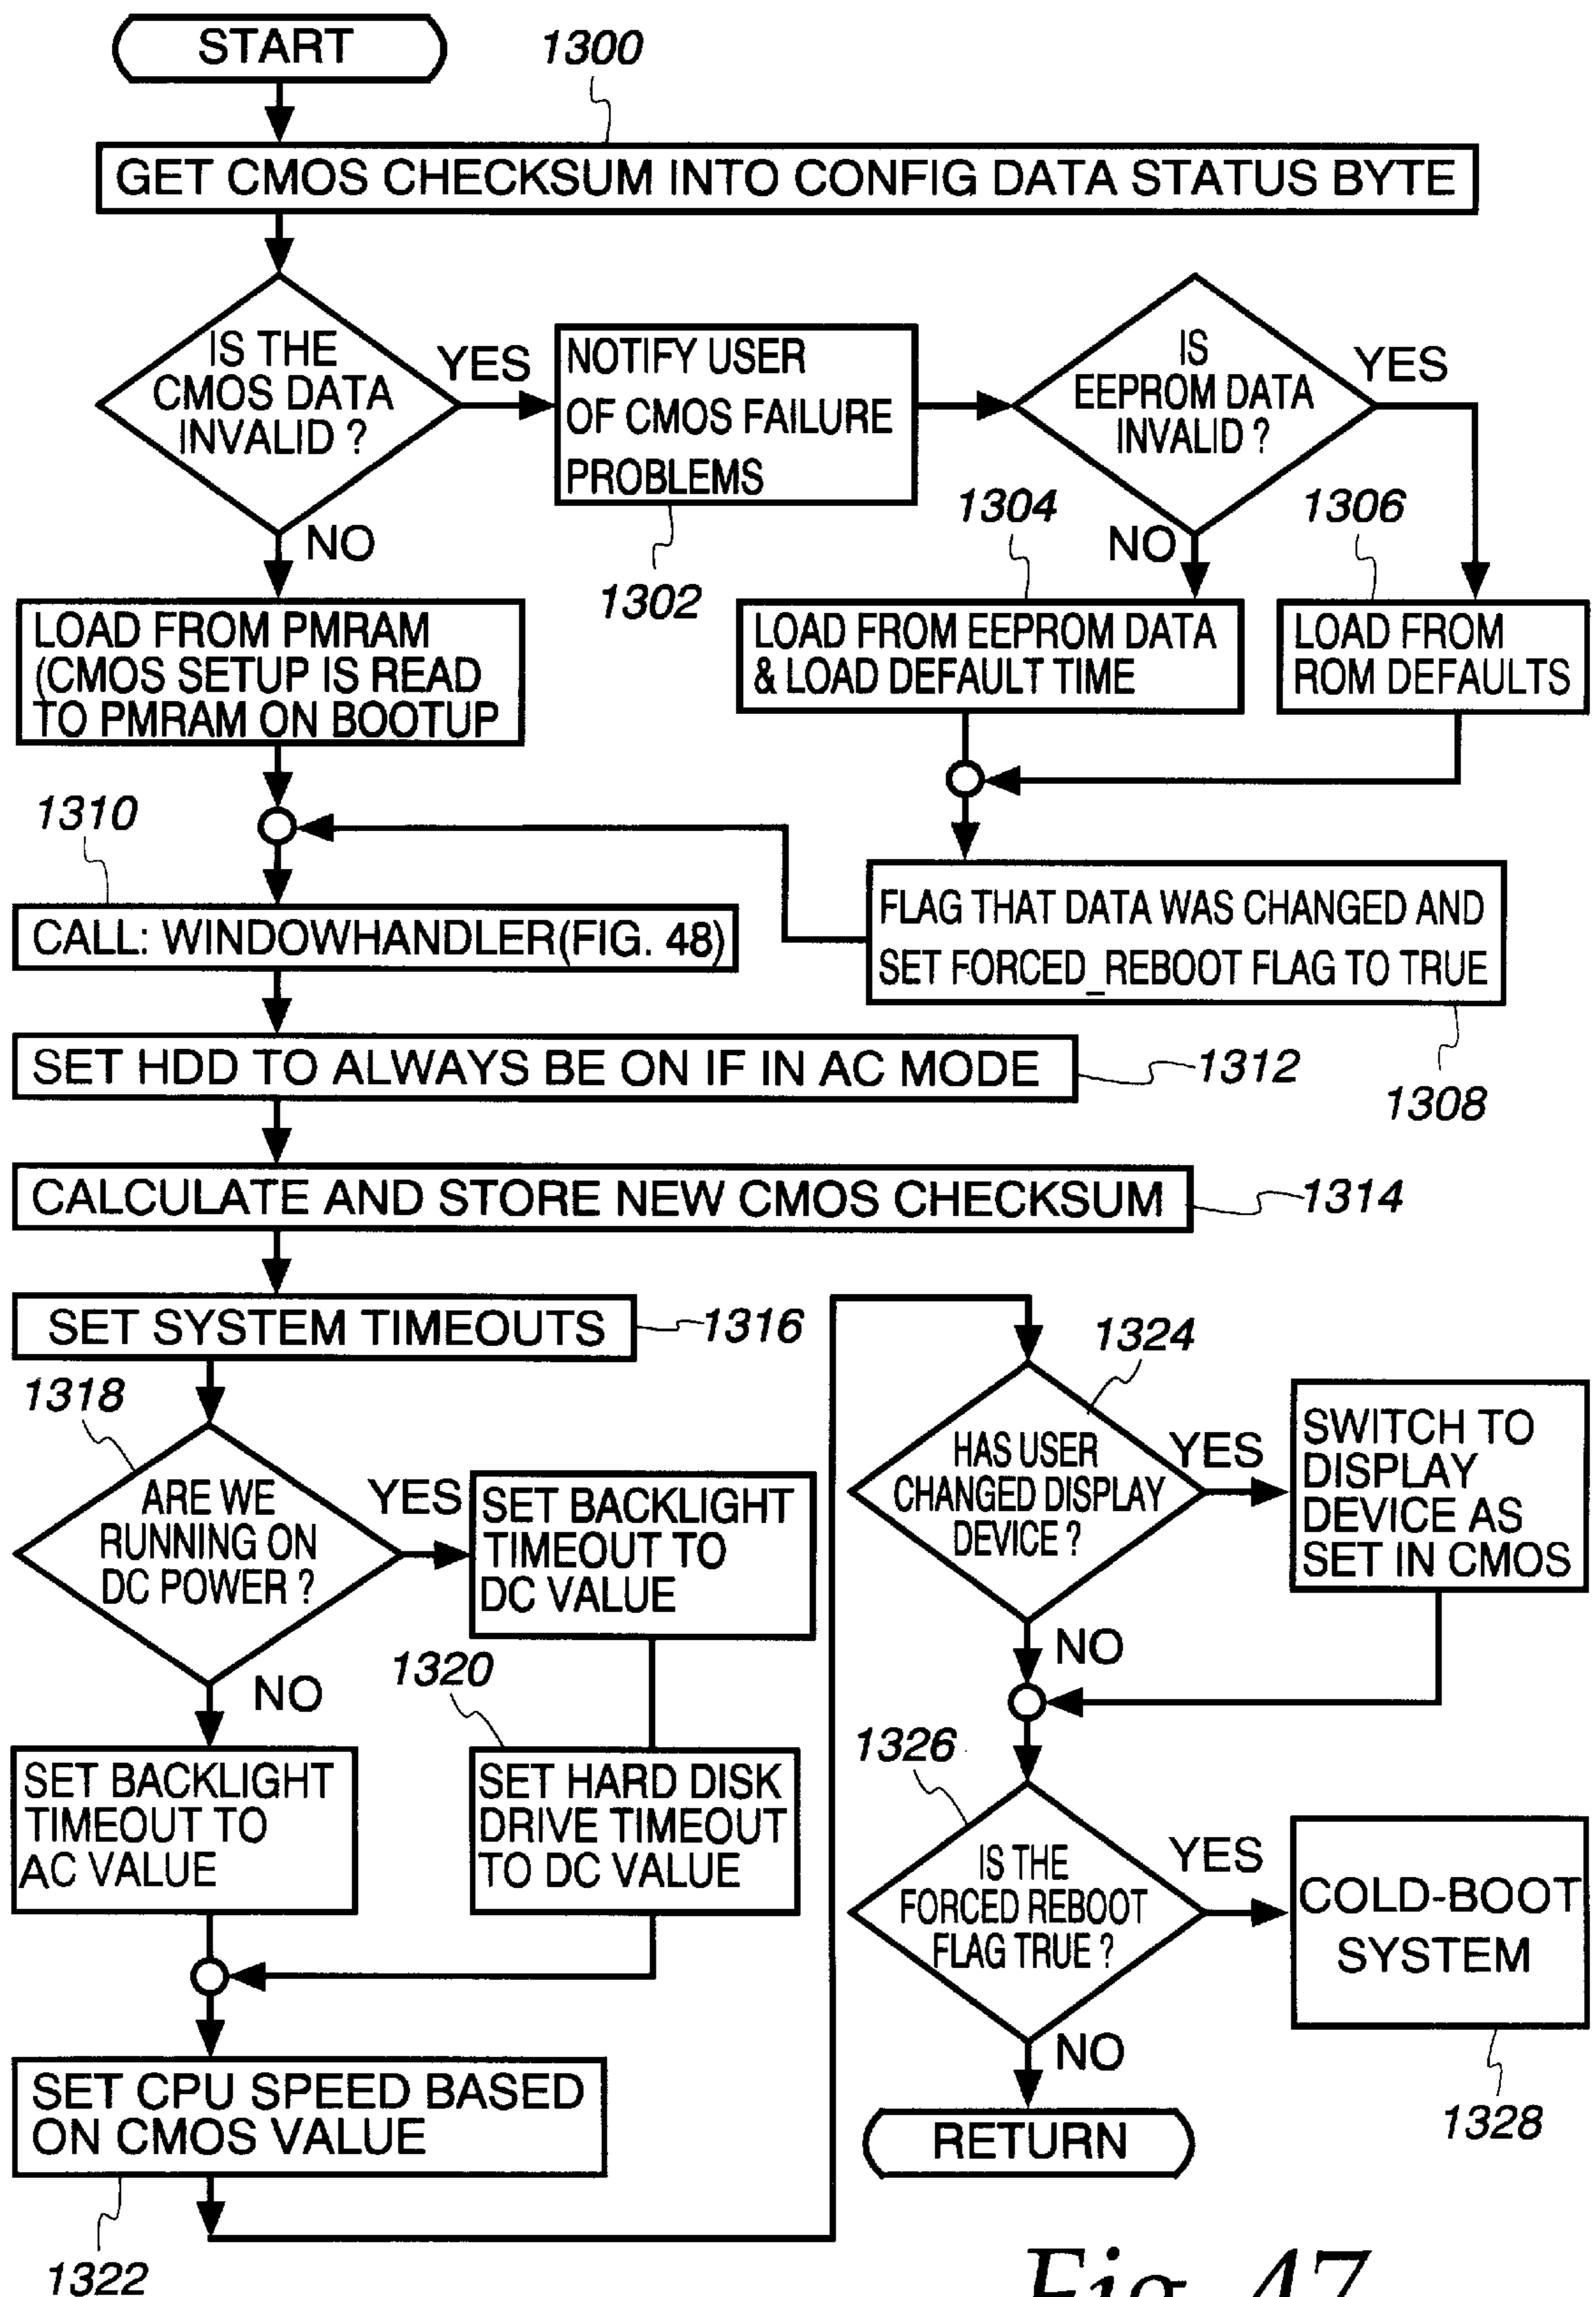 START
1300
GET CMOS CHECKSUM INTO CONFIG DATA STATUS BYTE
IS THE
CMOS DATA
INVALID ?
YES
NOTIFY USER
OF CMOS FAILURE
PROBLEMS
1302
IS
EEPROM DATA
INVALID ?
YES
NO
NO
1304
1306
LOAD FROM PMRAM
(CMOS SETUP IS READ
TO PMRAM ON BOOTUP
LOAD FROM EEPROM DATA
& LOAD DEFAULT TIME
LOAD FROM
ROM DEFAULTS
1310
CALL: WINDOWHANDLER(FIG. 48)
FLAG THAT DATA WAS CHANGED AND
SET FORCED_REBOOT FLAG TO TRUE
1308
SET HDD TO ALWAYS BE ON IF IN AC MODE
1312
CALCULATE AND STORE NEW CMOS CHECKSUM
1314
SET SYSTEM TIMEOUTS
1316
1318
ARE WE
RUNNING ON
DC POWER ?
YES
SET BACKLIGHT
TIMEOUT TO
DC VALUE
NO
1320
SET BACKLIGHT
TIMEOUT TO
AC VALUE
SET HARD DISK
DRIVE TIMEOUT
TO DC VALUE
SET CPU SPEED BASED
ON CMOS VALUE
1322
1324
HAS USER
CHANGED DISPLAY
DEVICE ?
YES
SWITCH TO
DISPLAY
DEVICE AS
SET IN CMOS
NO
1326
IS THE
FORCED REBOOT
FLAG TRUE ?
YES
COLD-BOOT
SYSTEM
1328
NO
RETURN
Fig. 47